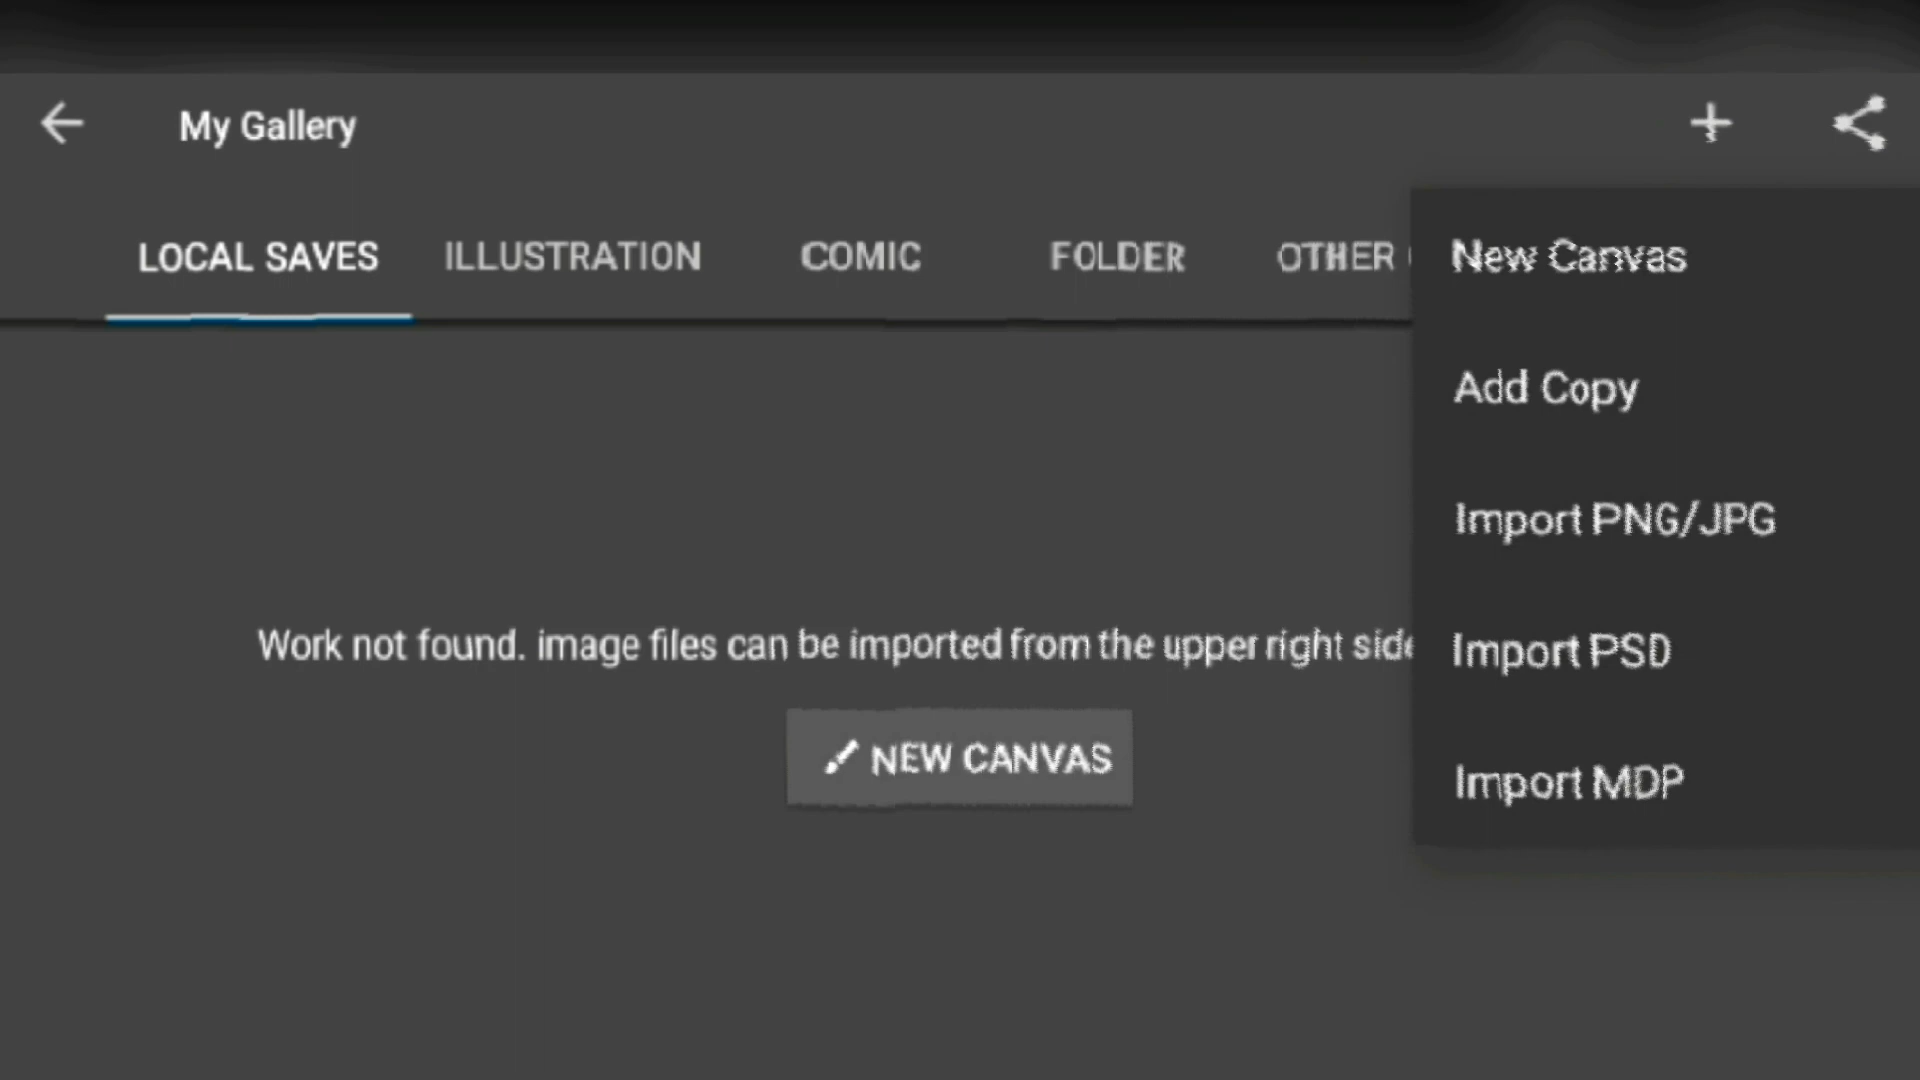 My Gallery
LOCAL SAVES ILLUSTRATION COMIC FOLDER OTHER
New Canvas
Add Copy
Import PNG/JPG
Import PSD
Import MDP
Work not found. image files can be imported from the upper right side
NEW CANVAS